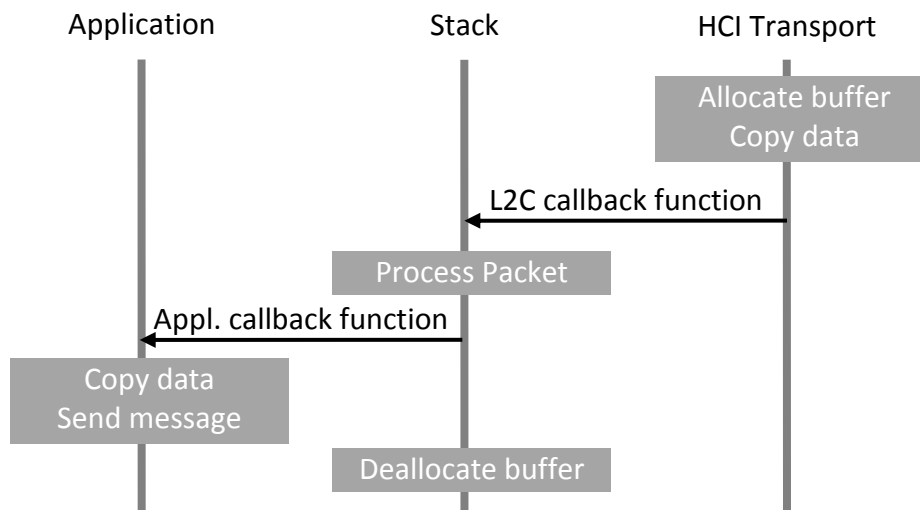 Application
Stack
HCI Transport
Allocate buffer
Copy data
L2C callback function
Process Packet
Appl. callback function
Copy data
Send message
Deallocate buffer